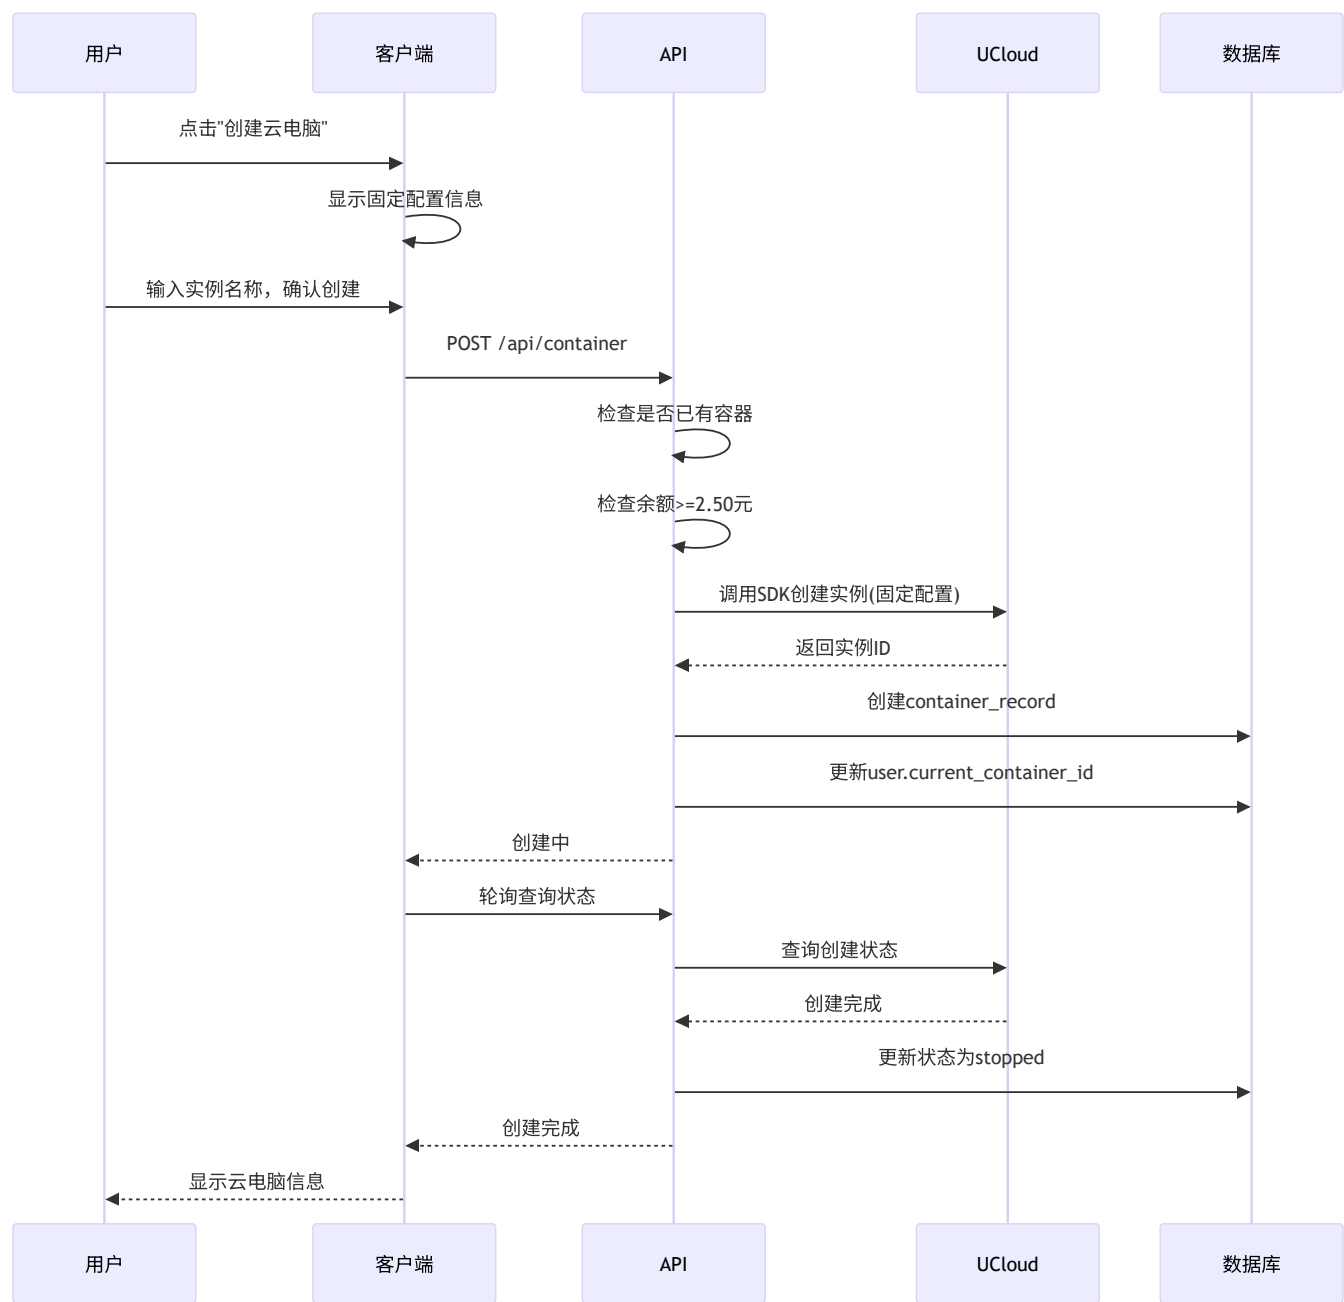 用户
客户端
API
UCloud
数据库
点击"创建云电脑"
显示固定配置信息
输入实例名称，确认创建
POST /api/container
检查是否已有容器
检查余额>=2.50元
调用SDK创建实例(固定配置)
返回实例ID
创建container_record
更新user.current_container_id
创建中
轮询查询状态
查询创建状态
创建完成
更新状态为stopped
创建完成
显示云电脑信息
用户
客户端
API
UCloud
数据库